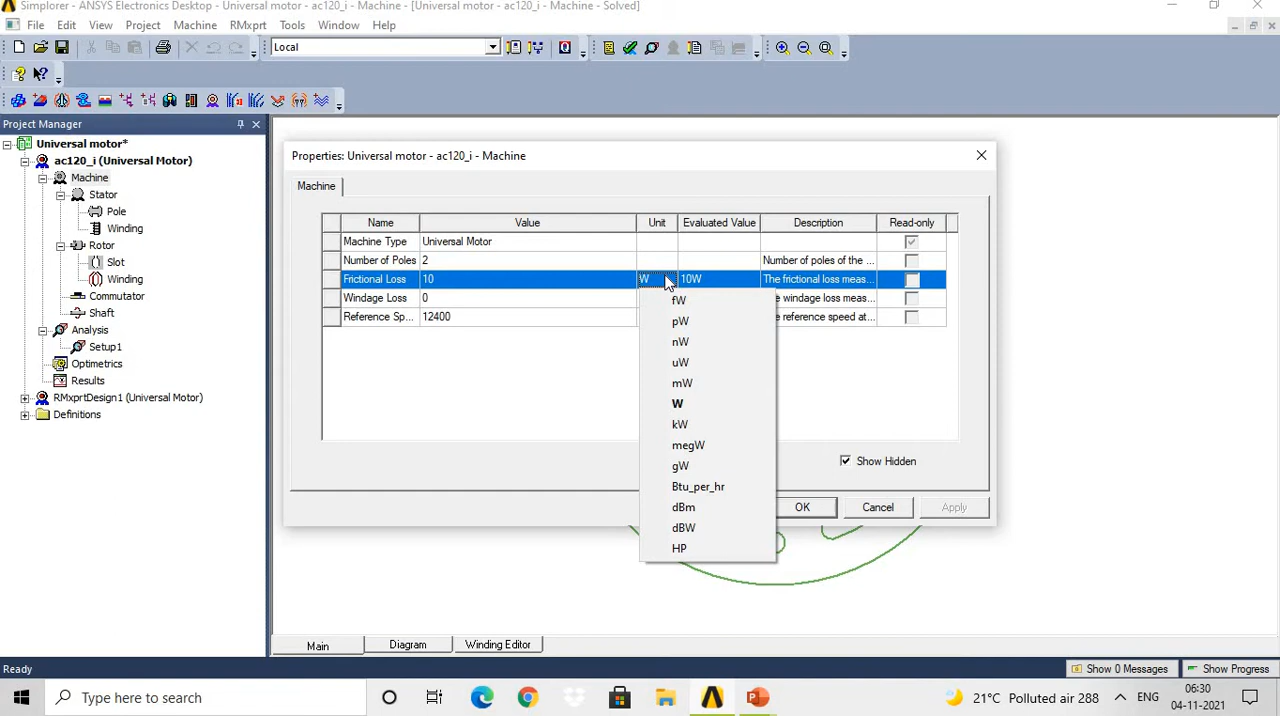 Simplorer - ANSYS Electronics Desktop - Universal motor - ac120_i - Machine - [Universal motor - ac120_i - Machine - Solved]
File Edit View Project Machine RMxprt Tools Window Help
Local
Project Manager
Universal motor*
ac120_i (Universal Motor)
Machine
Stator
Pole
Winding
Rotor
Slot
Winding
Commutator
Shaft
Analysis
Setup1
Optimetrics
Results
RMxprtDesign1 (Universal Motor)
Definitions
Properties: Universal motor - ac120_i - Machine
Machine
Name Value Unit Evaluated Value Description Read-only
Machine Type Universal Motor
Number of Poles 2 Number of poles of the ...
Frictional Loss 10 W 10W The frictional loss meas...
Windage Loss 0 e windage loss meas...
Reference Sp... 12400 e reference speed at...
fW
pW
nW
uW
mW
W
kW
megW
gW
Btu_per_hr
dBm
dBW
HP
Show Hidden
OK Cancel Apply
Main Diagram Winding Editor
Ready Show 0 Messages Show Progress
Type here to search 21°C Polluted air 288 ENG 06:30
04-11-2021